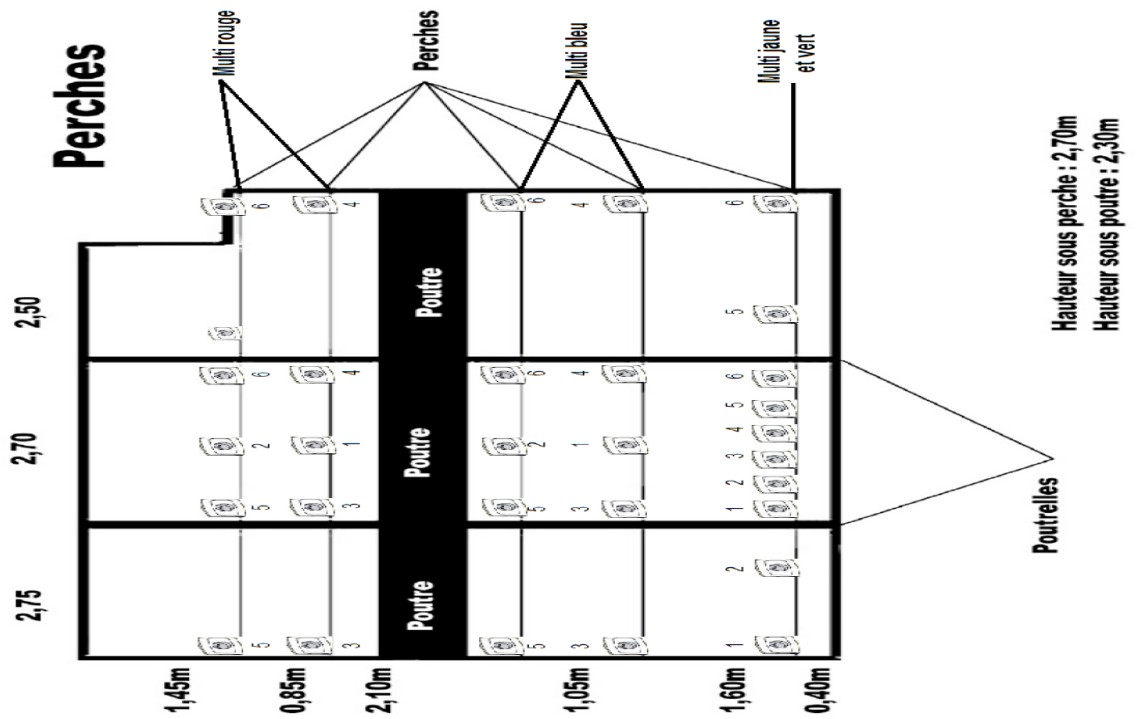 2,75 2,70 2,50
Perches
1,45m
Multi rouge
5 5 2 6 6
0,85m
3 3 1 4 4
2,10m
Poutre Poutre Poutre Perches
5 5 2 6 6
1,05m 3 3 1 4 4 Multi bleu
1,60m 1 2 1 2 3 4 5 6 5 6
Multi jaune
et vert
0,40m
Poutrelles
Hauteur sous perche : 2,70m
Hauteur sous poutre : 2,30m